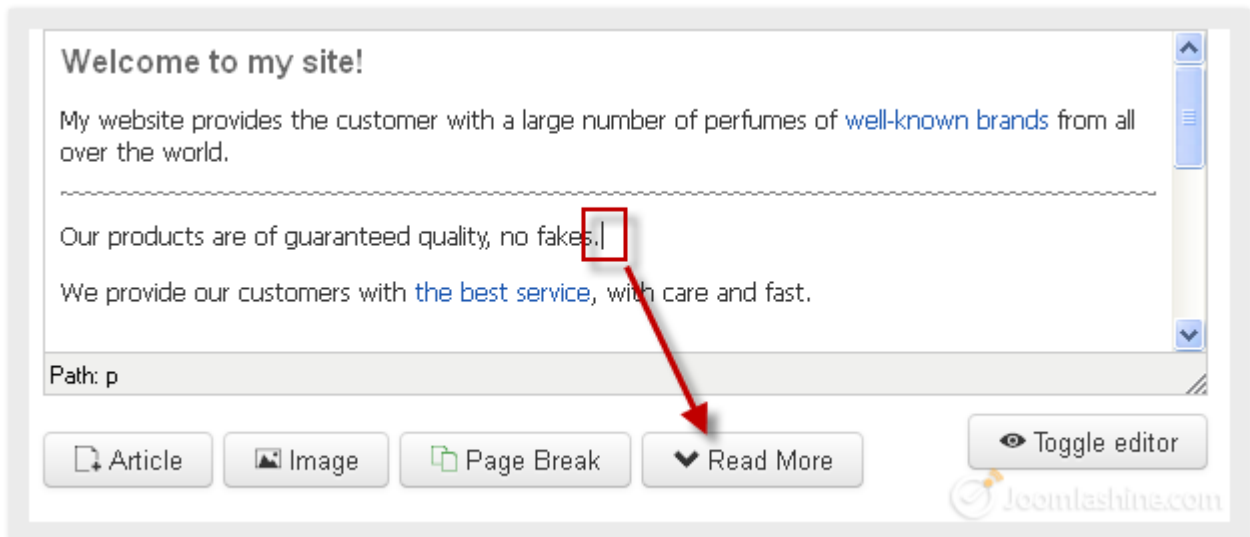 Welcome to my site!
My website provides the customer with a large number of perfumes of well-known brands from all
over the world.
Our products are of guaranteed quality, no fakes.
We provide our customers with the best service, with care and fast.
Path: p
Article
Image
Page Break
Read More
Toggle editor
Joomlashine.com